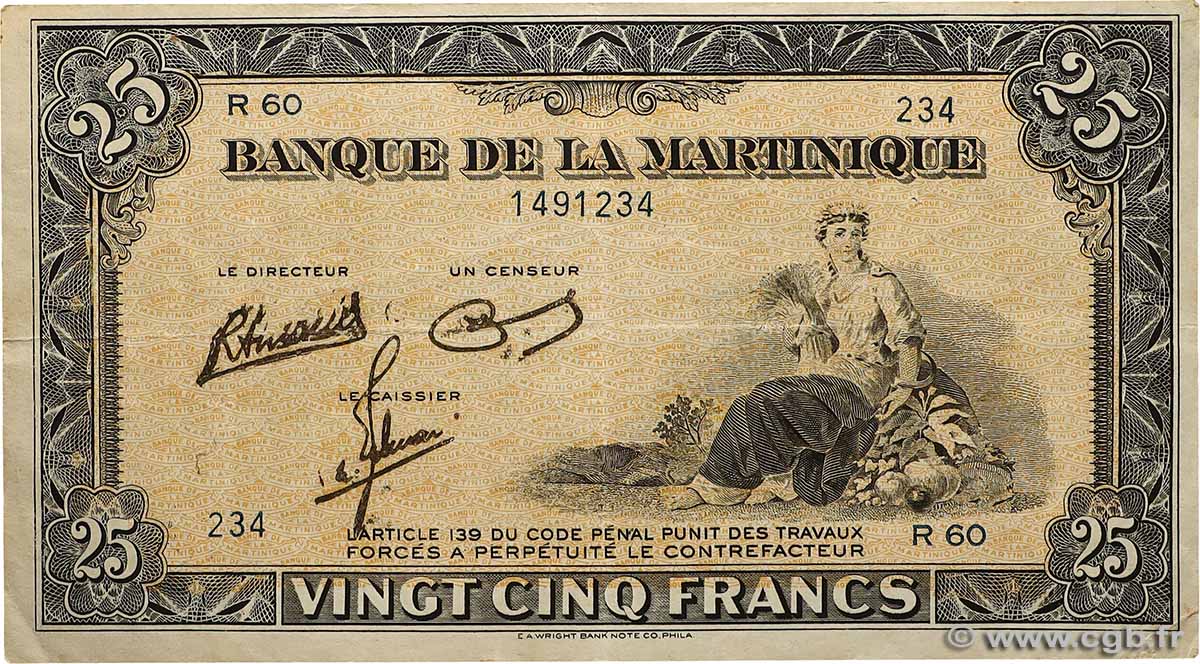 25 25
R 60 234
BANQUE DE LA MARTINIQUE
1491234
LE DIRECTEUR UN CENSEUR
LE CAISSIER
234 R 60
L'ARTICLE 139 DU CODE PÉNAL PUNIT DES TRAVAUX
FORCÉS A PERPÉTUITÉ LE CONTREFACTEUR
25 VINGT CINQ FRANCS 25
E.A.WRIGHT BANK NOTE CO. PHILA.
© www.cgb.fr